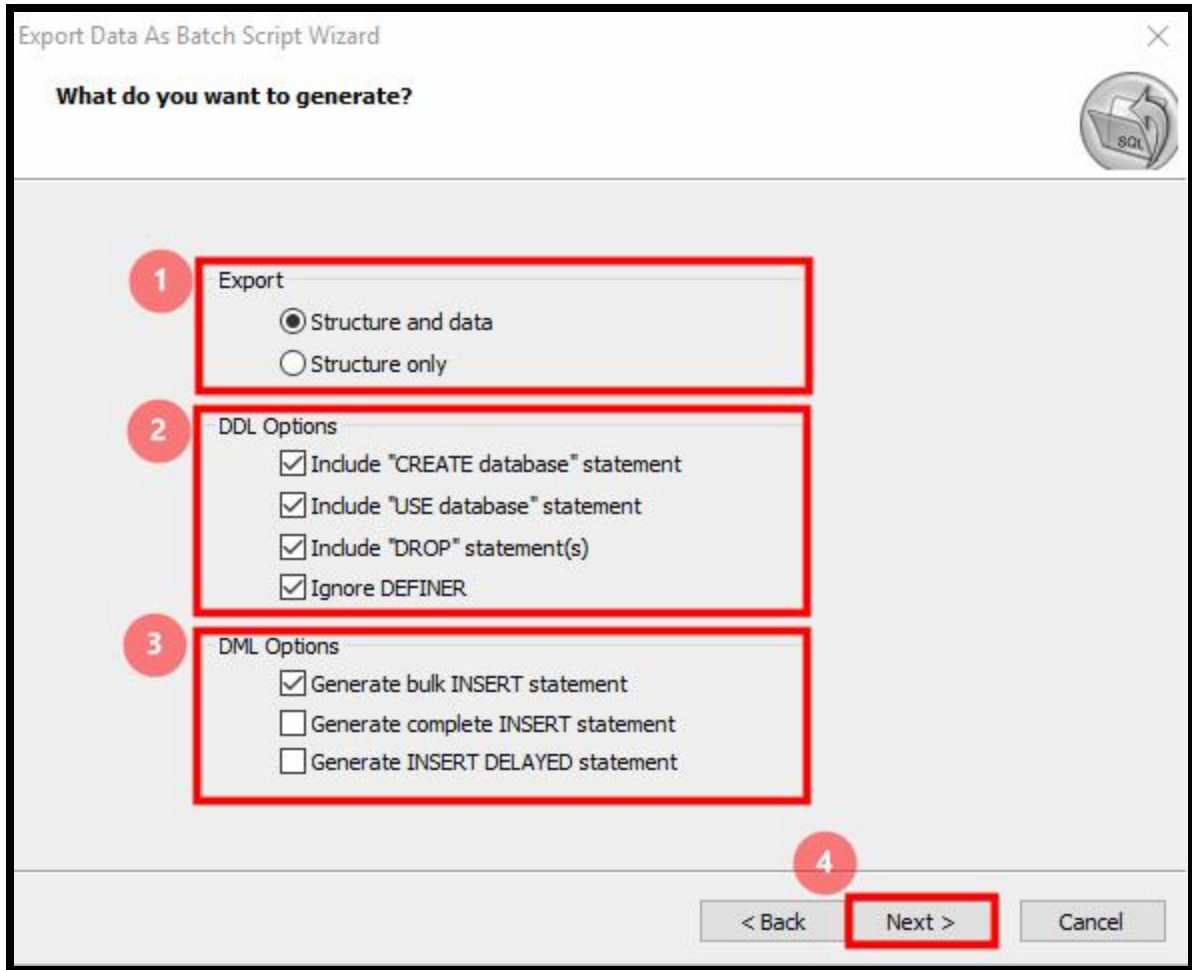 Export Data As Batch Script Wizard
What do you want to generate?
SQL
1
Export
Structure and data
Structure only
2
DDL Options
Include "CREATE database" statement
Include "USE database" statement
Include "DROP" statement(s)
Ignore DEFINER
3
DML Options
Generate bulk INSERT statement
Generate complete INSERT statement
Generate INSERT DELAYED statement
4
< Back Next > Cancel